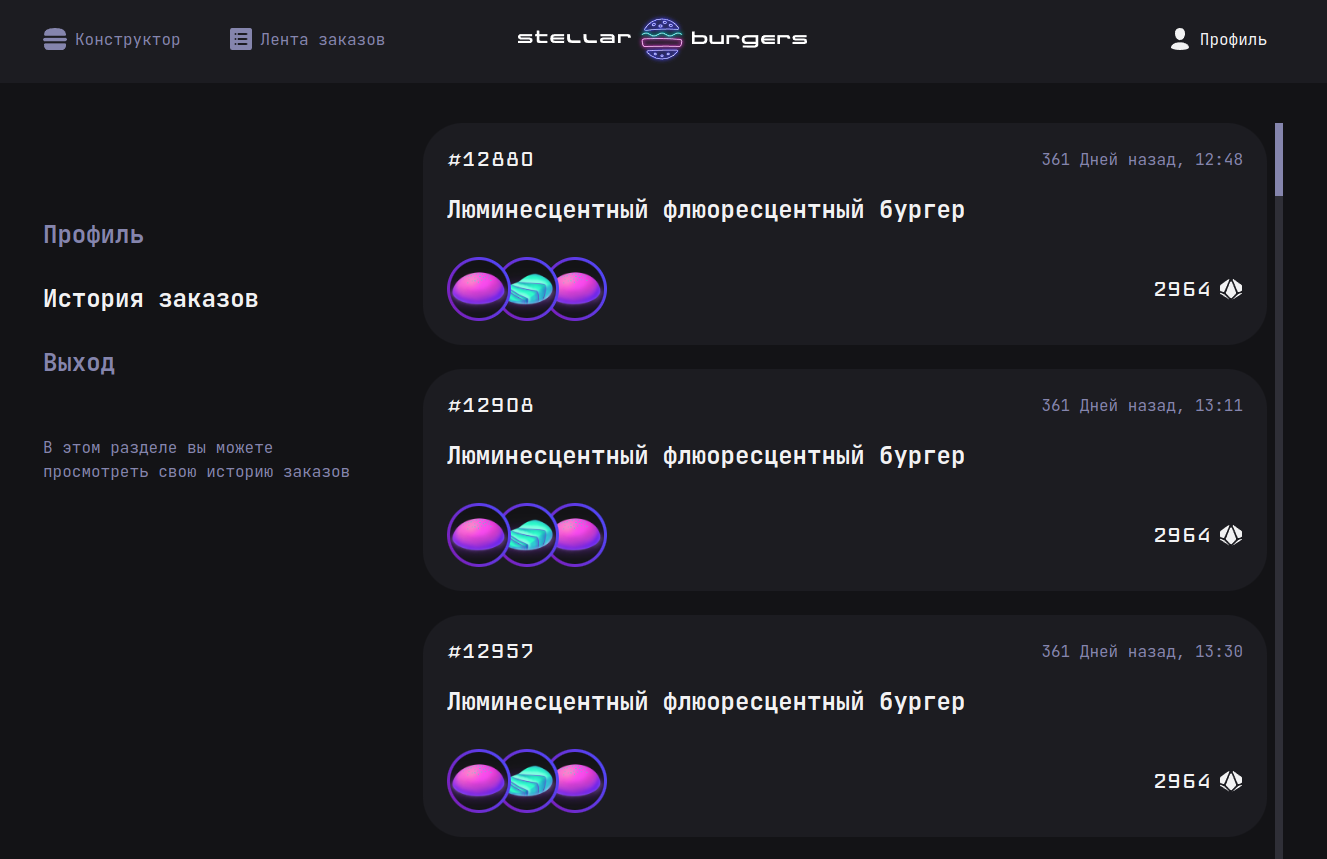 Конструктор
Лента заказов
stellar burgers
Профиль
Профиль
История заказов
Выход
В этом разделе вы можете
просмотреть свою историю заказов
#12880
361 Дней назад, 12:48
Люминесцентный флюоресцентный бургер
2964
#12908
361 Дней назад, 13:11
Люминесцентный флюоресцентный бургер
2964
#12957
361 Дней назад, 13:30
Люминесцентный флюоресцентный бургер
2964